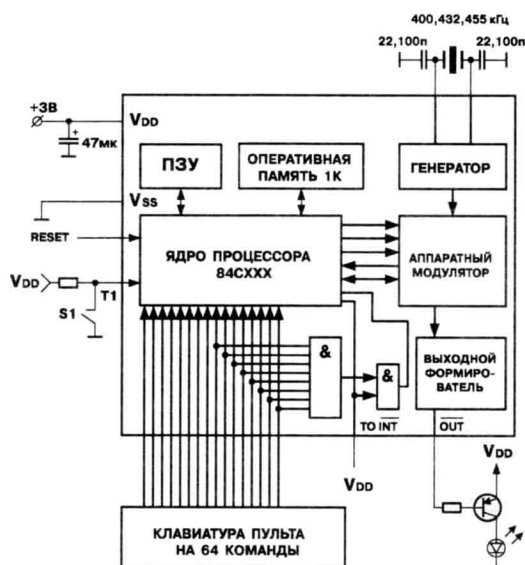 400,432,455 кГц
22,100п
22,100п
+3В
VDD
47мк
ПЗУ
ОПЕРАТИВНАЯ
ПАМЯТЬ 1К
ГЕНЕРАТОР
VSS
RESET
ЯДРО ПРОЦЕССОРА
84СХХХ
АППАРАТНЫЙ
МОДУЛЯТОР
VDD
T1
S1
&
&
ВЫХОДНОЙ
ФОРМИРО-
ВАТЕЛЬ
TO INT
OUT
VDD
VDD
КЛАВИАТУРА ПУЛЬТА
НА 64 КОМАНДЫ